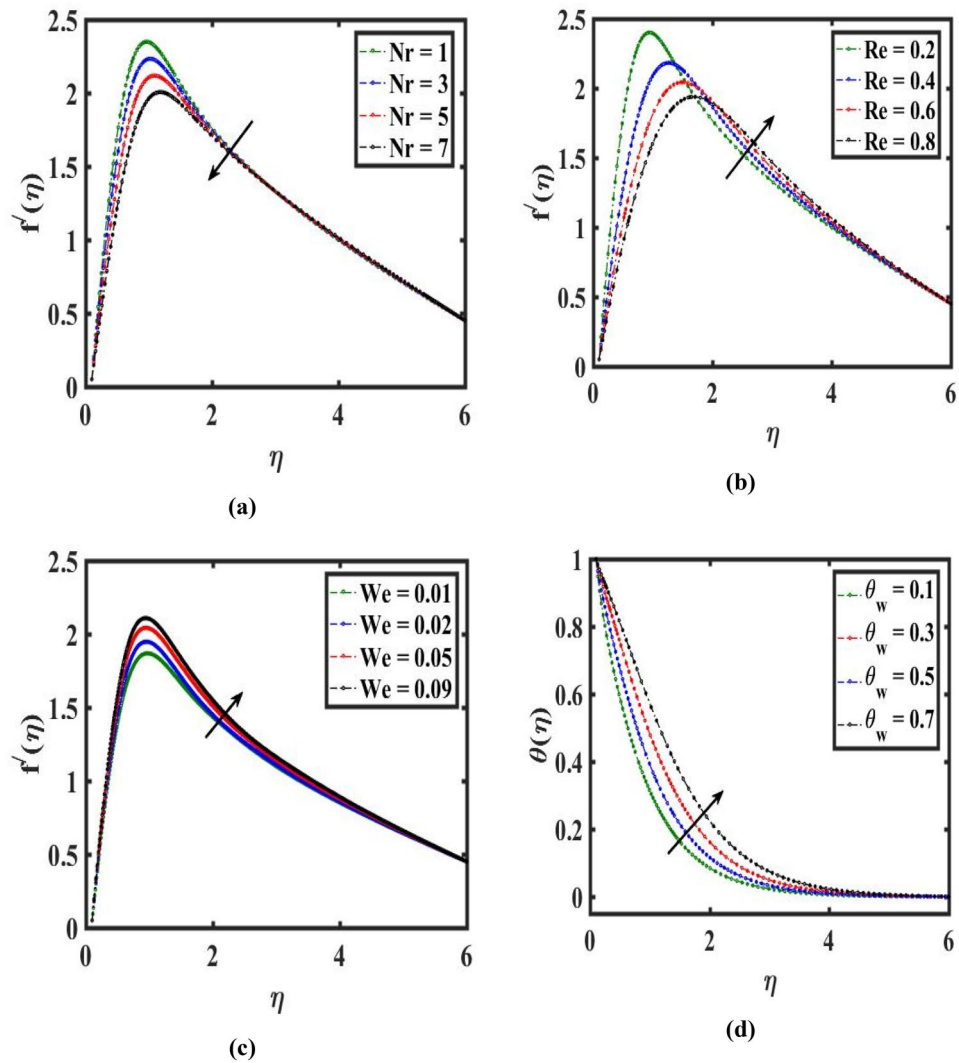 2.5
2
1.5
1
0.5
0
0 2 4 6
f′(η)
η
Nr = 1
Nr = 3
Nr = 5
Nr = 7
(a)
2.5
2
1.5
1
0.5
0
0 2 4 6
f′(η)
η
Re = 0.2
Re = 0.4
Re = 0.6
Re = 0.8
(b)
2.5
2
1.5
1
0.5
0
0 2 4 6
f′(η)
η
We = 0.01
We = 0.02
We = 0.05
We = 0.09
(c)
1
0.8
0.6
0.4
0.2
0
0 2 4 6
θ(η)
η
θw = 0.1
θw = 0.3
θw = 0.5
θw = 0.7
(d)